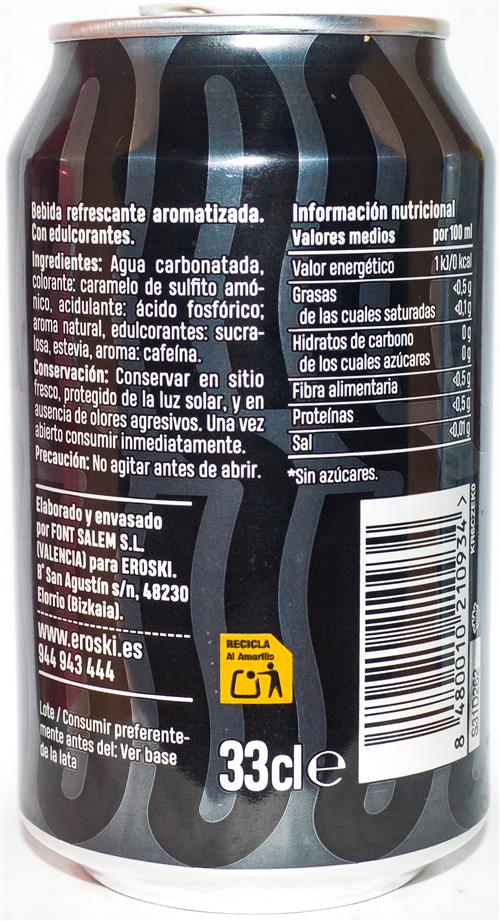 Bebida refrescante aromatizada.
Con edulcorantes.
Ingredientes: Agua carbonatada,
colorante: caramelo de sulfito amó-
nico, acidulante: ácido fosfórico;
aroma natural, edulcorantes: sucra-
losa, estevia, aroma: cafeína.
Conservación: Conservar en sitio
fresco, protegido de la luz solar, y en
ausencia de olores agresivos. Una vez
abierto consumir inmediatamente.
Precaución: No agitar antes de abrir.
Elaborado y envasado
por FONT SALEM S.L.
(VALENCIA) para EROSKI.
Bº San Agustín s/n, 48230
Elorrio (Bizkaia).
www.eroski.es
944 943 444
Lote / Consumir preferente-
mente antes del: Ver base
de la lata
Información nutricional
Valores medios por 100 ml
Valor energético 1 kJ/0 kcal
Grasas <0,5 g
de las cuales saturadas <0,1 g
Hidratos de carbono 0 g
de los cuales azúcares 0 g
Fibra alimentaria <0,5 g
Proteínas <0,5 g
Sal <0,01 g
*Sin azúcares.
RECICLA
Al Amarillo
33cl e
8 480010 210934 >
S31D262